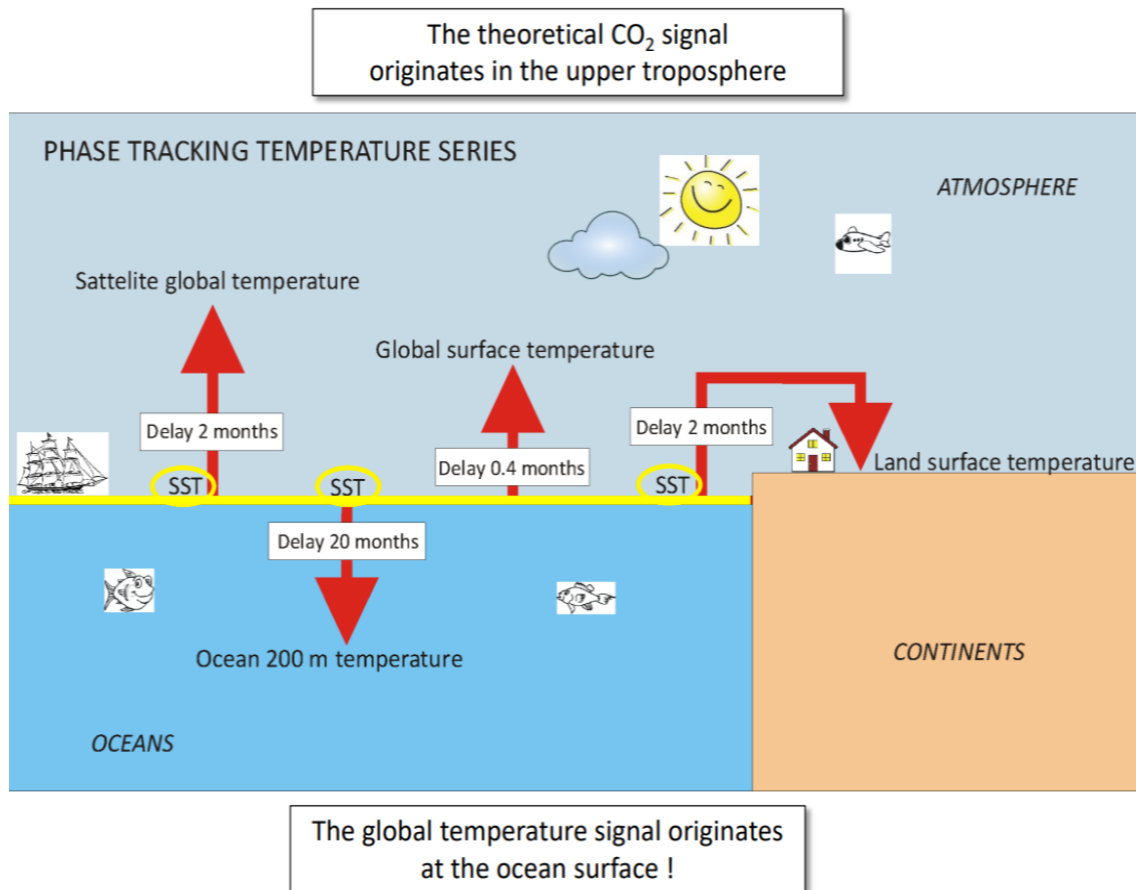 The theoretical CO₂ signal
originates in the upper troposphere
PHASE TRACKING TEMPERATURE SERIES
ATMOSPHERE
Sattelite global temperature
Global surface temperature
Delay 2 months
Delay 2 months
Delay 0.4 months
Land surface temperature
SST
SST
SST
Delay 20 months
Ocean 200 m temperature
CONTINENTS
OCEANS
The global temperature signal originates
at the ocean surface !